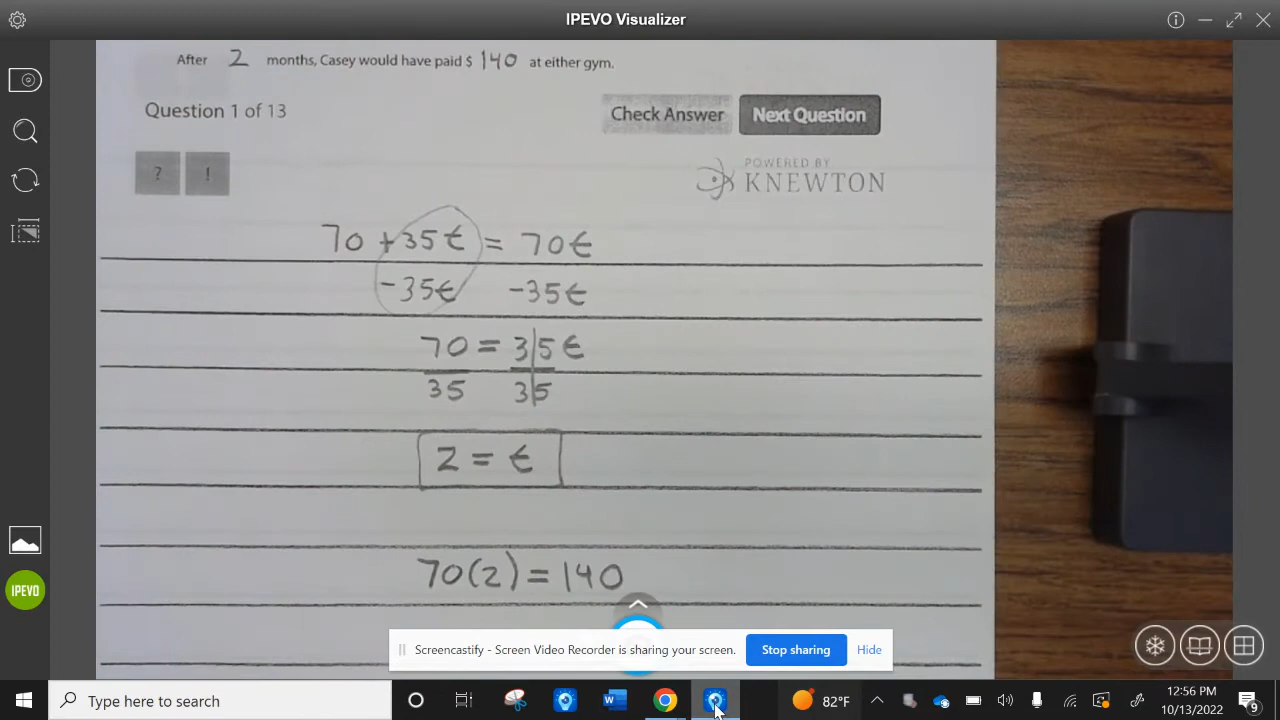 IPEVO Visualizer
After 2 months, Casey would have paid $ 140 at either gym.
Question 1 of 13
Check Answer
Next Question
?
!
POWERED BY
KNEWTON
70 + 35t = 70t
-35t -35t
70 = 35t
35 35
2 = t
70(2) = 140
IPEVO
Screencastify - Screen Video Recorder is sharing your screen.
Stop sharing
Hide
Type here to search
82°F
12:56 PM
10/13/2022
9